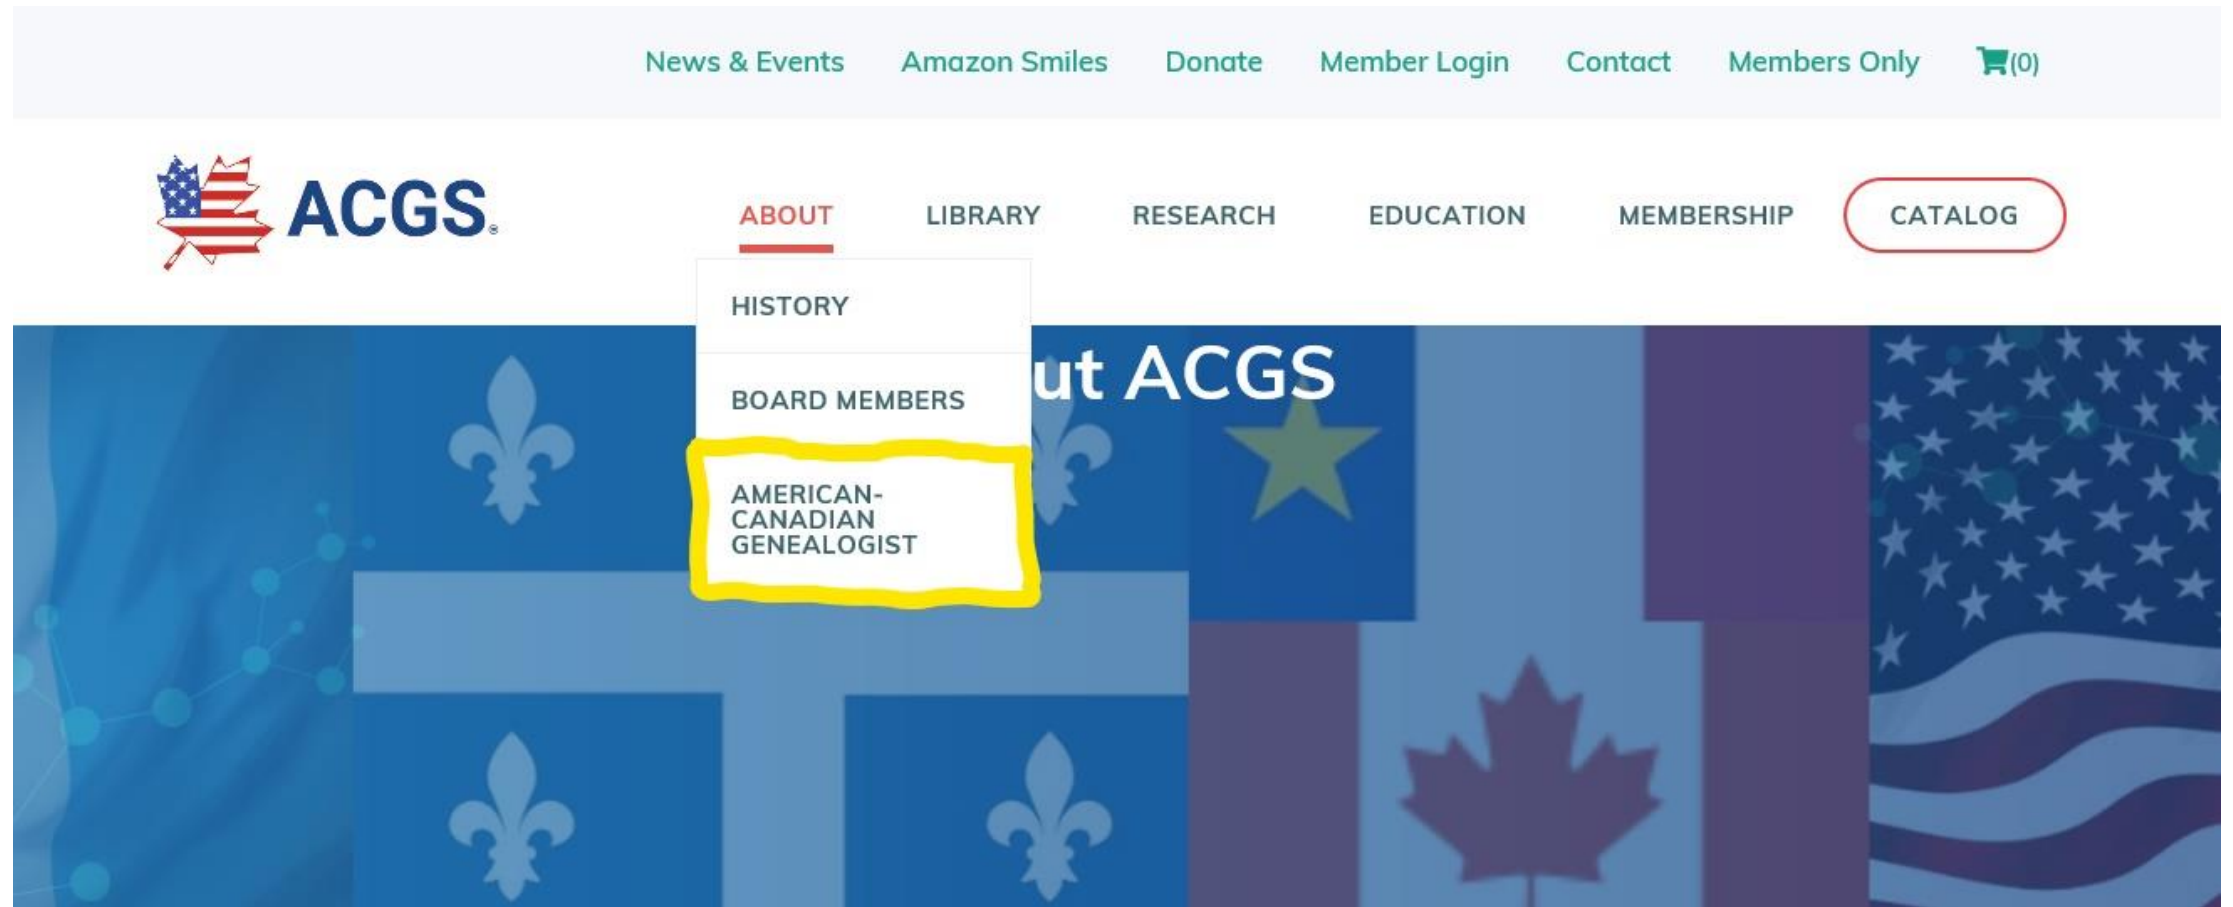 News & Events Amazon Smiles Donate Member Login Contact Members Only (0)
ACGS
ABOUT LIBRARY RESEARCH EDUCATION MEMBERSHIP CATALOG
HISTORY
ut ACGS
BOARD MEMBERS
AMERICAN-
CANADIAN
GENEALOGIST